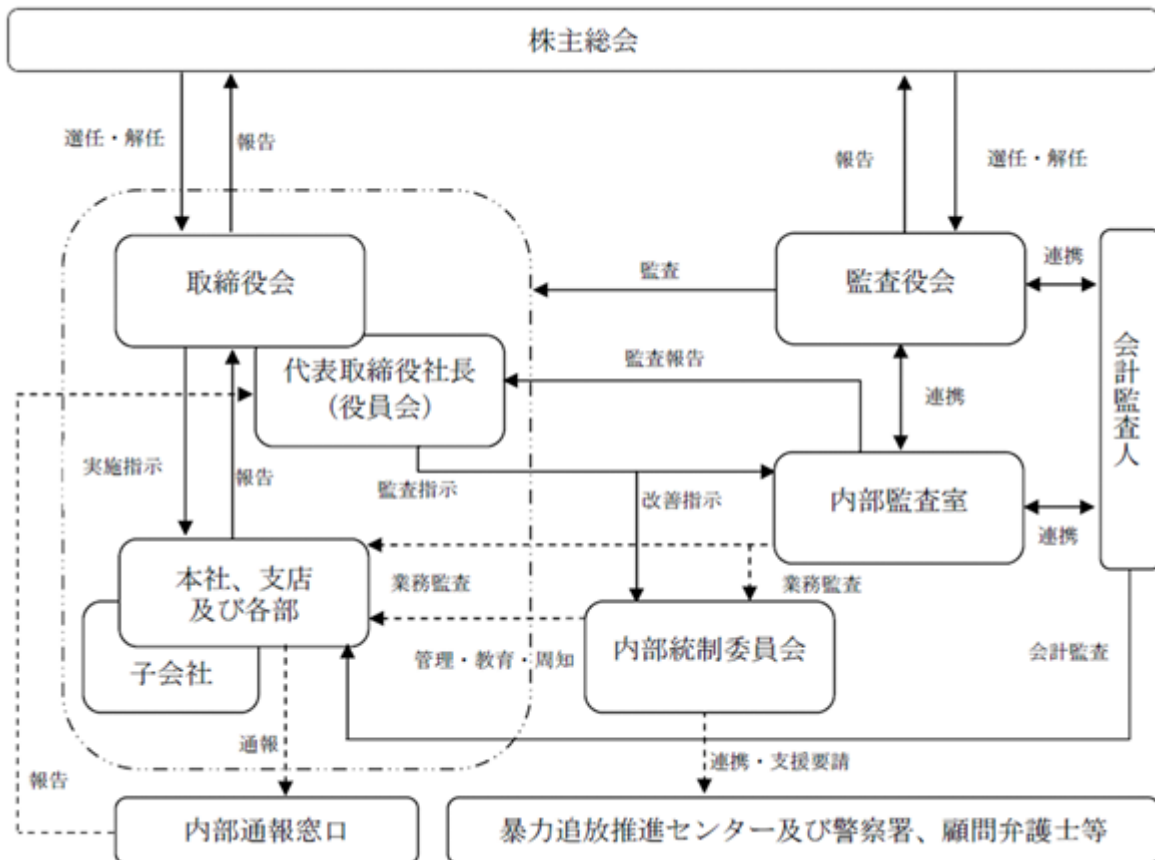 株主総会
選任・解任
報告
報告
選任・解任
取締役会
監査
監査役会
連携
会計監査人
代表取締役社長
（役員会）
監査報告
連携
実施指示
報告
監査指示
改善指示
内部監査室
連携
本社、支店
及び各部
業務監査
業務監査
子会社
管理・教育・周知
内部統制委員会
会計監査
通報
連携・支援要請
報告
内部通報窓口
暴力追放推進センター及び警察署、顧問弁護士等